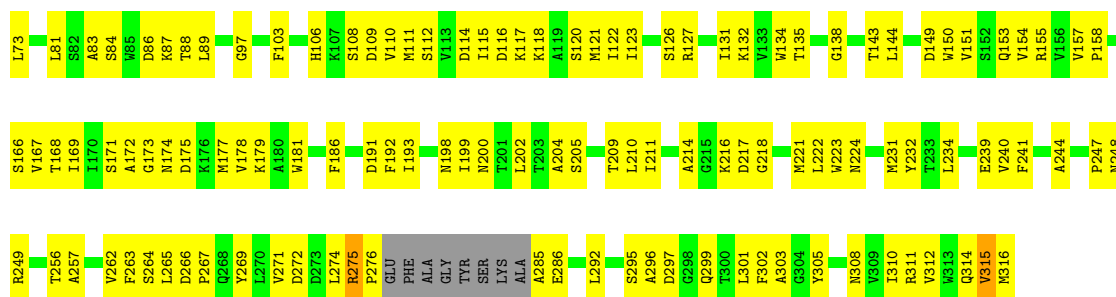 L73 L81 S82 A83 S84 W85 D86 K87 T88 L89 G97 F103 H106 K107 S108 D109 V110 M111 S112 V113 D114 I115 D116 K117 K118 A119 S120 M121 I122 I123 S126 R127 I131 K132 V133 W134 T135 G138 T143 L144 D149 W150 V151 S152 Q153 V154 R155 V156 V157 P158
S166 V167 T168 I169 I170 S171 A172 G173 N174 D175 K176 M177 V178 K179 A180 W181 F186 D191 F192 I193 N198 I199 N200 T201 L202 T203 A204 S205 T209 L210 I211 A214 G215 K216 D217 G218 M221 L222 W223 N224 M231 Y232 T233 L234 E239 V240 F241 A244 P247 N248
R249 T256 A257 V262 F263 S264 L265 D266 P267 Q268 Y269 L270 V271 D272 D273 L274 R275 P276 GLU PHE ALA GLY TYR SER LYS ALA A285 E286 L292 S295 A296 D297 G298 Q299 T300 L301 F302 A303 G304 Y305 N308 V309 I310 R311 V312 W313 Q314 V315 M316